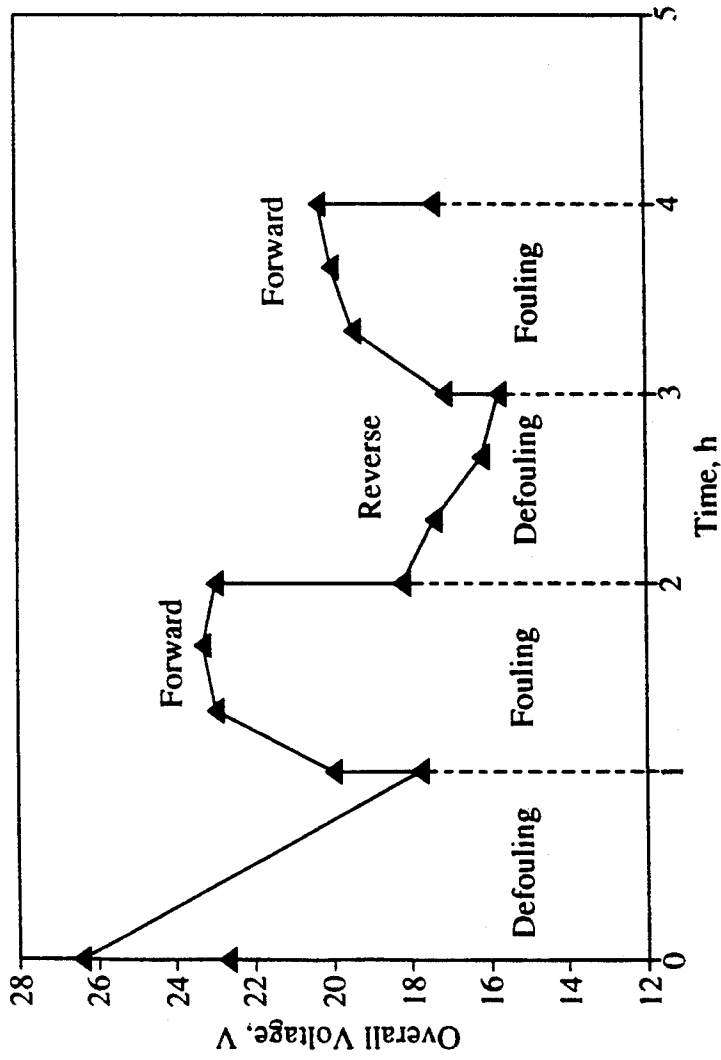 Overall Voltage, V
28
26
24
22
20
18
16
14
12
Forward
Forward
Reverse
Defouling
Fouling
Defouling
Fouling
0
1
2
3
4
5
Time, h